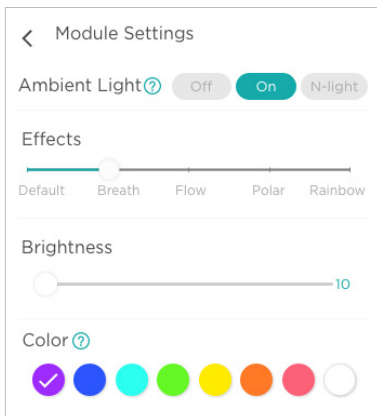 Module Settings
Ambient Light ? Off On N-light
Effects
Default Breath Flow Polar Rainbow
Brightness
10
Color ?